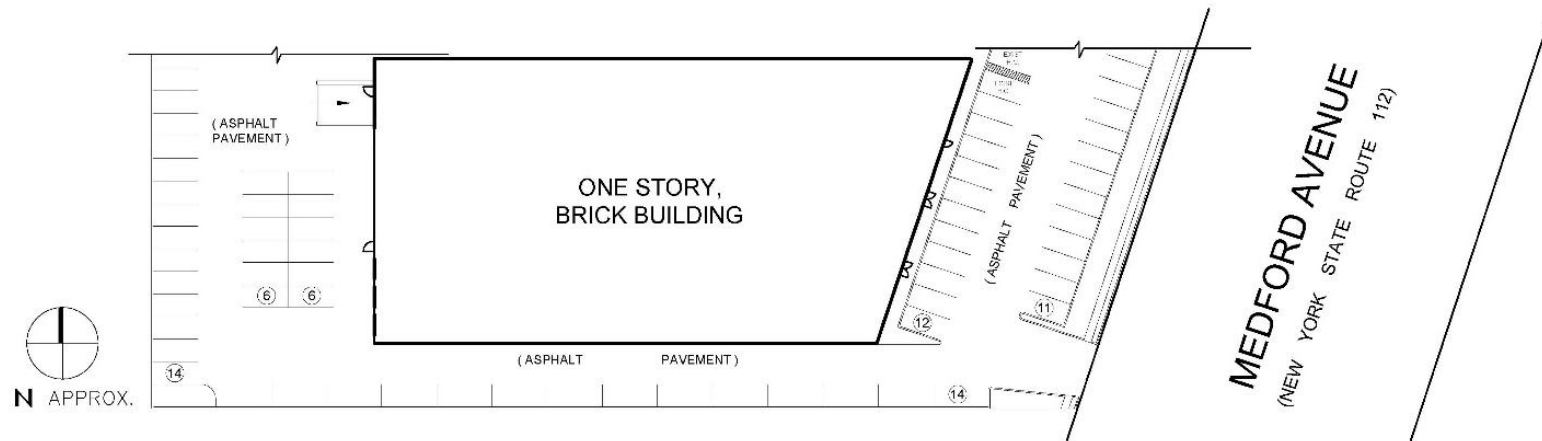 ( ASPHALT
PAVEMENT )
ONE STORY,
BRICK BUILDING
( ASPHALT PAVEMENT )
MEDFORD AVENUE
(NEW YORK STATE ROUTE 112)
6
6
12
11
( ASPHALT PAVEMENT )
14
14
N APPROX.